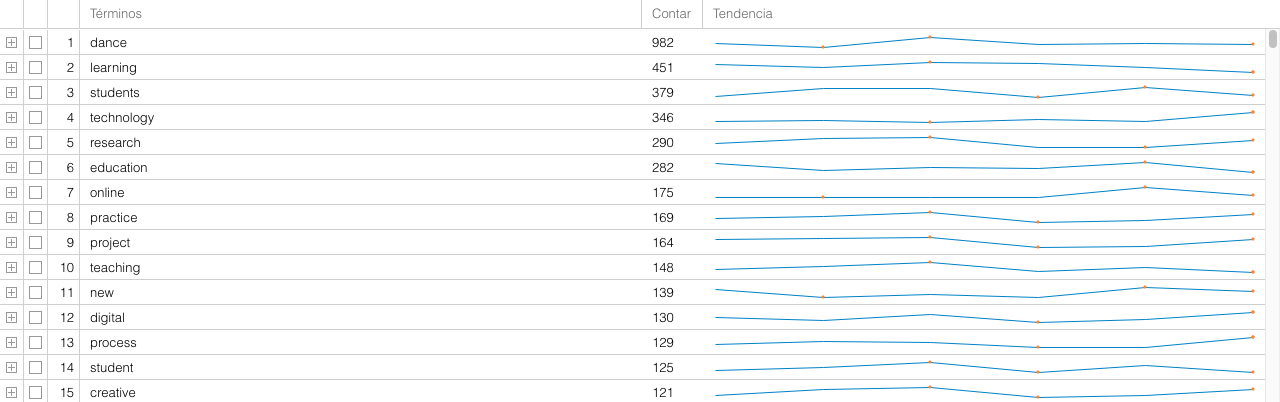 Términos Contar Tendencia
1 dance 982
2 learning 451
3 students 379
4 technology 346
5 research 290
6 education 282
7 online 175
8 practice 169
9 project 164
10 teaching 148
11 new 139
12 digital 130
13 process 129
14 student 125
15 creative 121